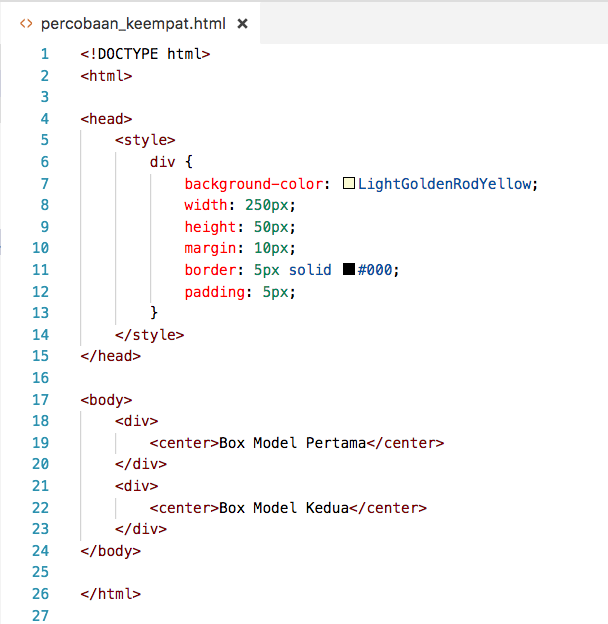 percobaan_keempat.html
1 <!DOCTYPE html>
2 <html>
3
4 <head>
5     <style>
6         div {
7             background-color: LightGoldenRodYellow;
8             width: 250px;
9             height: 50px;
10             margin: 10px;
11             border: 5px solid #000;
12             padding: 5px;
13         }
14     </style>
15 </head>
16
17 <body>
18     <div>
19         <center>Box Model Pertama</center>
20     </div>
21     <div>
22         <center>Box Model Kedua</center>
23     </div>
24 </body>
25
26 </html>
27